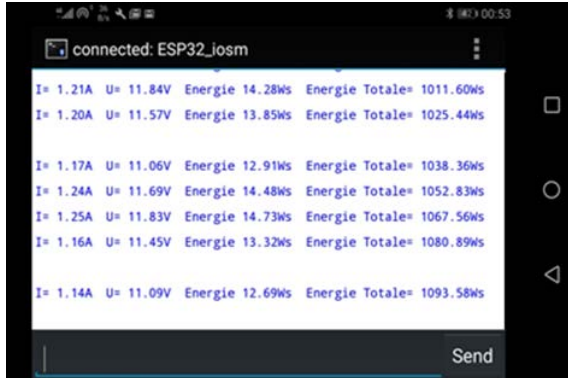 36 B/s 42 00:53
connected: ESP32_iosm
I= 1.21A U= 11.84V Energie 14.28Ws Energie Totale= 1011.60Ws
I= 1.20A U= 11.57V Energie 13.85Ws Energie Totale= 1025.44Ws
I= 1.17A U= 11.06V Energie 12.91Ws Energie Totale= 1038.36Ws
I= 1.24A U= 11.69V Energie 14.48Ws Energie Totale= 1052.83Ws
I= 1.25A U= 11.83V Energie 14.73Ws Energie Totale= 1067.56Ws
I= 1.16A U= 11.45V Energie 13.32Ws Energie Totale= 1080.89Ws
I= 1.14A U= 11.09V Energie 12.69Ws Energie Totale= 1093.58Ws
Send